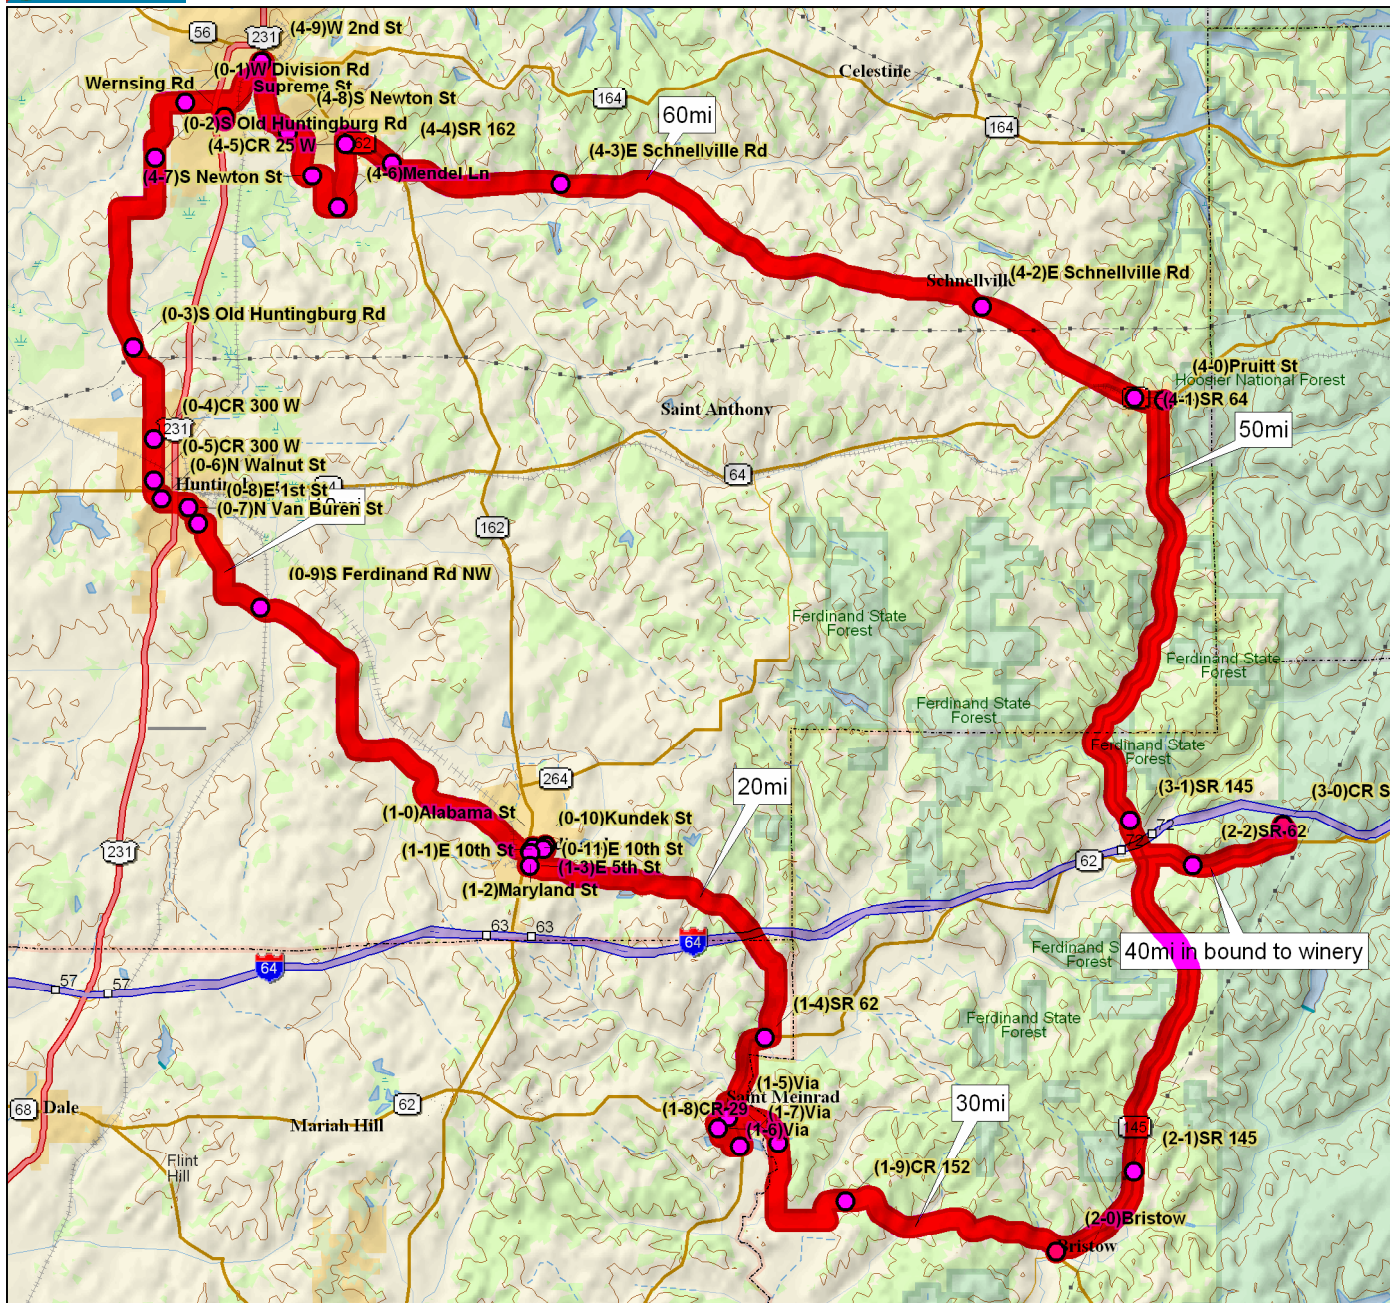 56
231
(4-9)W 2nd St
Celestine
(0-1)W Division Rd
Wernsing Rd
Supreme St
(4-8)S Newton St
164
60mi
164
(0-2)S Old Huntingburg Rd
(4-4)SR 162
(4-5)CR 25 W
(4-3)E Schnellville Rd
(4-7)S Newton St
(4-6)Mendel Ln
Schnellville
(4-2)E Schnellville Rd
(0-3)S Old Huntingburg Rd
(4-0)Pruitt St
Hoosier National Forest
(4-1)SR 64
(0-4)CR 300 W
Saint Anthony
231
50mi
(0-5)CR 300 W
(0-6)N Walnut St
64
(0-8)E 1st St
(0-7)N Van Buren St
162
(0-9)S Ferdinand Rd NW
Ferdinand State
Forest
Ferdinand State
Forest
Ferdinand State
Forest
Ferdinand State
Forest
264
20mi
(3-1)SR 145
(3-0)CR S
(1-0)Alabama St
(0-10)Kundek St
72
72
(2-2)SR 62
231
(1-1)E 10th St
(0-11)E 10th St
62
(1-3)E 5th St
(1-2)Maryland St
63
63
64
64
40mi in bound to winery
Ferdinand S
Forest
57
57
(1-4)SR 62
Ferdinand State
Forest
(1-5)Via
Saint Meinrad
30mi
68
Dale
62
(1-8)CR 29
(1-7)Via
Mariah Hill
(1-6)Via
145
(2-1)SR 145
Flint
Hill
(1-9)CR 152
(2-0)Bristow
Bristow